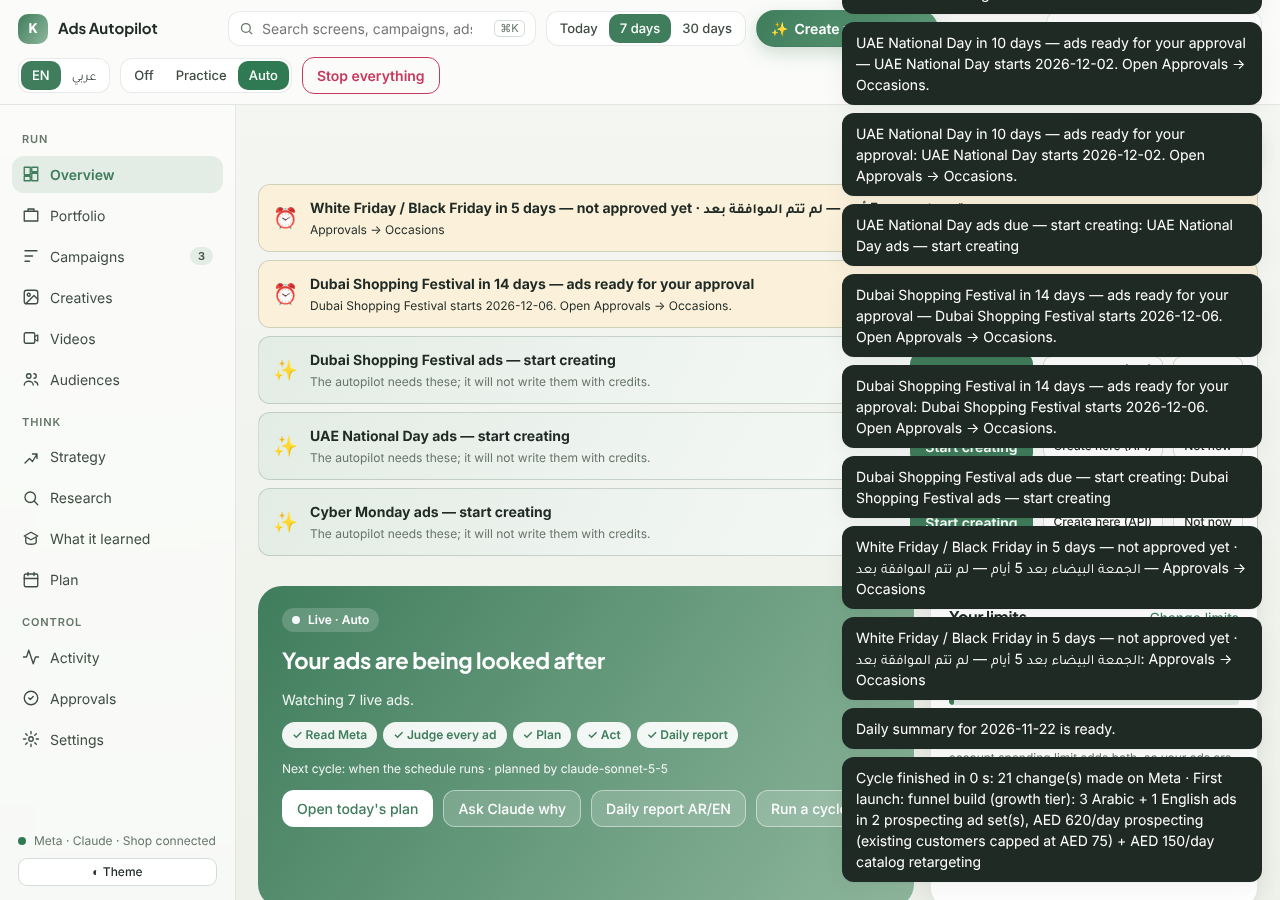 K Ads Autopilot
Search screens, campaigns, ads
⌘K
Today 7 days 30 days
✨ Create
EN عربي
Off Practice Auto
Stop everything
RUN
Overview
Portfolio
Campaigns 3
Creatives
Videos
Audiences
THINK
Strategy
Research
What it learned
Plan
CONTROL
Activity
Approvals
Settings
Meta · Claude · Shop connected
Theme
White Friday / Black Friday in 5 days — not approved yet · لم تتم الموافقة بعد —
Approvals → Occasions
Dubai Shopping Festival in 14 days — ads ready for your approval
Dubai Shopping Festival starts 2026-12-06. Open Approvals → Occasions.
Dubai Shopping Festival ads — start creating
The autopilot needs these; it will not write them with credits.
UAE National Day ads — start creating
The autopilot needs these; it will not write them with credits.
Start creating Create here (API) Not now
Cyber Monday ads — start creating
The autopilot needs these; it will not write them with credits.
Start creating Create here (API) Not now
Live · Auto
Your ads are being looked after
Watching 7 live ads.
✓ Read Meta ✓ Judge every ad ✓ Plan ✓ Act ✓ Daily report
Next cycle: when the schedule runs · planned by claude-sonnet-5-5
Open today's plan Ask Claude why Daily report AR/EN Run a cycle
Your limits Change limits
UAE National Day in 10 days — ads ready for your approval
— UAE National Day starts 2026-12-02. Open Approvals →
Occasions.
UAE National Day in 10 days — ads ready for your
approval: UAE National Day starts 2026-12-02. Open
Approvals → Occasions.
UAE National Day ads due — start creating: UAE National
Day ads — start creating
Dubai Shopping Festival in 14 days — ads ready for your
approval — Dubai Shopping Festival starts 2026-12-06.
Open Approvals → Occasions.
Dubai Shopping Festival in 14 days — ads ready for your
approval: Dubai Shopping Festival starts 2026-12-06.
Open Approvals → Occasions.
Dubai Shopping Festival ads due — start creating: Dubai
Shopping Festival ads — start creating
White Friday / Black Friday in 5 days — not approved yet ·
الجمعة البيضاء بعد 5 أيام — لم تتم الموافقة بعد — Approvals →
Occasions
White Friday / Black Friday in 5 days — not approved yet ·
الجمعة البيضاء بعد 5 أيام — لم تتم الموافقة بعد: Approvals →
Occasions
Daily summary for 2026-11-22 is ready.
Cycle finished in 0 s: 21 change(s) made on Meta · First
launch: funnel build (growth tier): 3 Arabic + 1 English ads
in 2 prospecting ad set(s), AED 620/day prospecting
(existing customers capped at AED 75) + AED 150/day
catalog retargeting